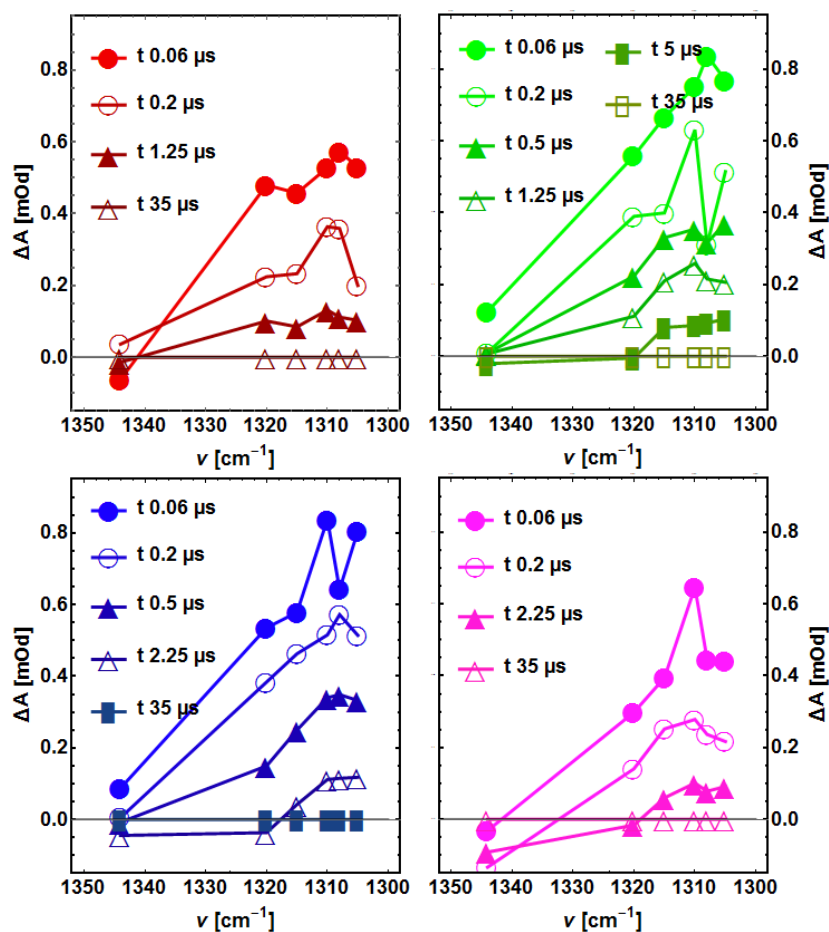 t 0.06 µs
t 0.2 µs
t 1.25 µs
t 35 µs
0.8
0.6
0.4
0.2
0.0
ΔA [mOd]
1350 1340 1330 1320 1310 1300
ν [cm⁻¹]
t 0.06 µs
t 0.2 µs
t 0.5 µs
t 1.25 µs
t 5 µs
t 35 µs
0.8
0.6
0.4
0.2
0.0
ΔA [mOd]
1350 1340 1330 1320 1310 1300
ν [cm⁻¹]
t 0.06 µs
t 0.2 µs
t 0.5 µs
t 2.25 µs
t 35 µs
0.8
0.6
0.4
0.2
0.0
ΔA [mOd]
1350 1340 1330 1320 1310 1300
ν [cm⁻¹]
t 0.06 µs
t 0.2 µs
t 2.25 µs
t 35 µs
0.8
0.6
0.4
0.2
0.0
ΔA [mOd]
1350 1340 1330 1320 1310 1300
ν [cm⁻¹]